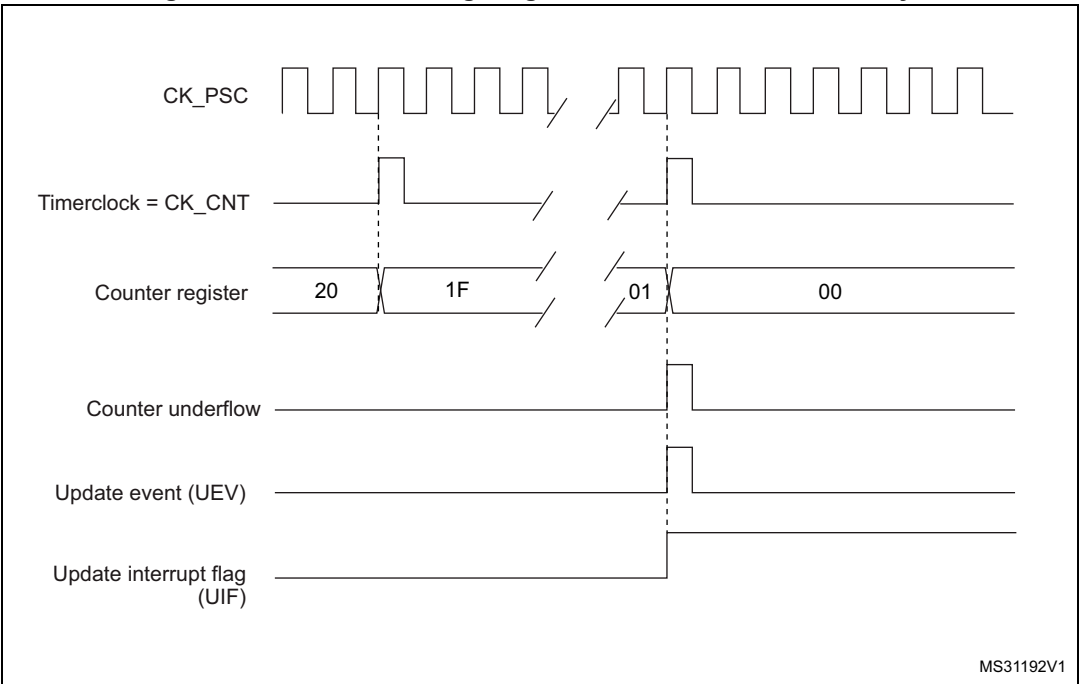 CK_PSC
Timerclock = CK_CNT
Counter register
20
1F
01
00
Counter underflow
Update event (UEV)
Update interrupt flag
(UIF)
MS31192V1